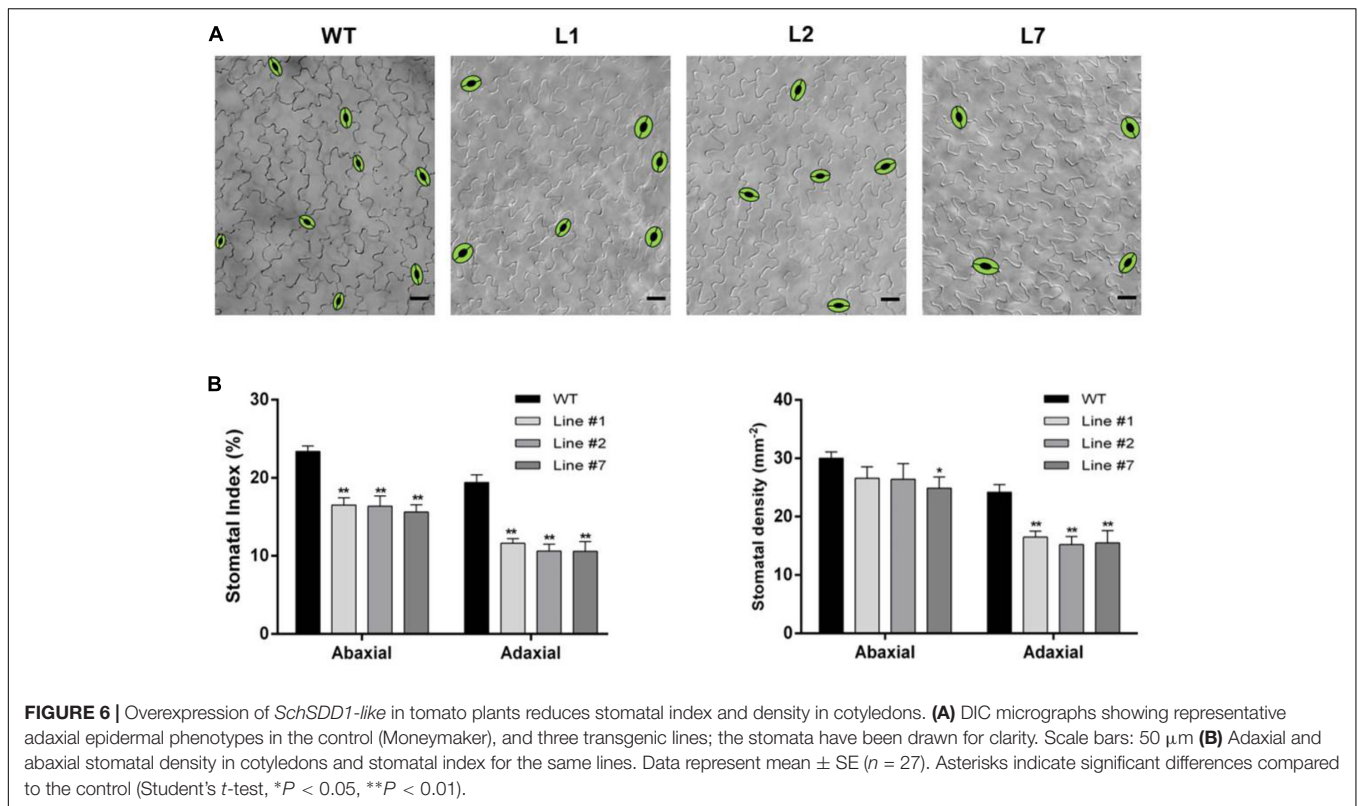 A
WT
L1
L2
L7
B
30
20
10
0
Stomatal Index (%)
WT
Line #1
Line #2
Line #7
**
**
**
**
**
**
Abaxial
Adaxial
40
30
20
10
0
Stomatal density (mm-2)
WT
Line #1
Line #2
Line #7
*
**
**
**
Abaxial
Adaxial
FIGURE 6 | Overexpression of SchSDD1-like in tomato plants reduces stomatal index and density in cotyledons. (A) DIC micrographs showing representative
adaxial epidermal phenotypes in the control (Moneymaker), and three transgenic lines; the stomata have been drawn for clarity. Scale bars: 50 μm (B) Adaxial and
abaxial stomatal density in cotyledons and stomatal index for the same lines. Data represent mean ± SE (n = 27). Asterisks indicate significant differences compared
to the control (Student's t-test, *P < 0.05, **P < 0.01).